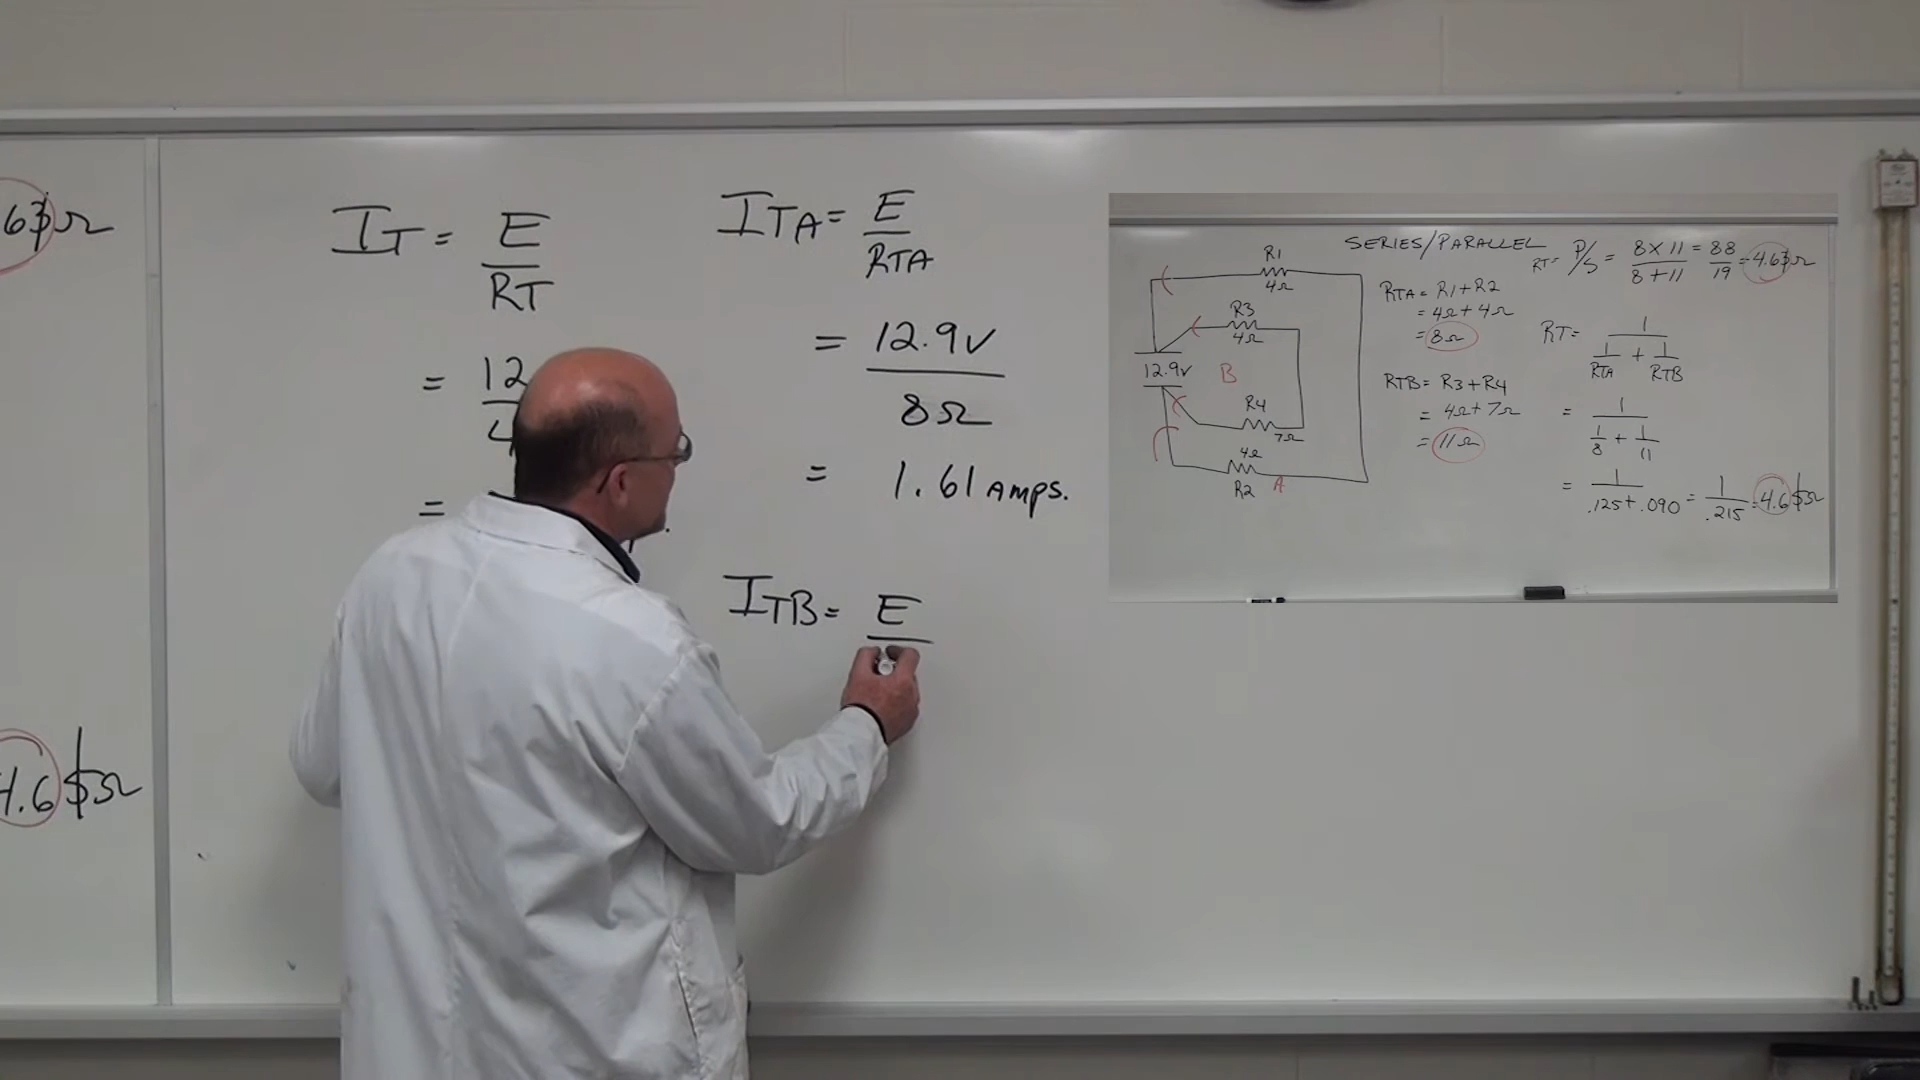 6
Ω
4.6
Ω
IT = E
RT
= 12
=
ITA = E
RTA
= 12.9V
8Ω
= 1.61 AMPS.
ITB = E
SERIES/PARALLEL
RT= P/S = 8 X 11 = 88 = 4.6 Ω
8 + 11 19
R1
4Ω
R3
4Ω
12.9V
B
R4
7Ω
4Ω
R2
A
RTA = R1 + R2
= 4Ω + 4Ω
= 8Ω
RTB = R3 + R4
= 4Ω + 7Ω
= 11Ω
RT = 1
1 + 1
RTA RTB
= 1
1 + 1
8 11
= 1 = 1 = 4.6 Ω
.125 + .090 .215